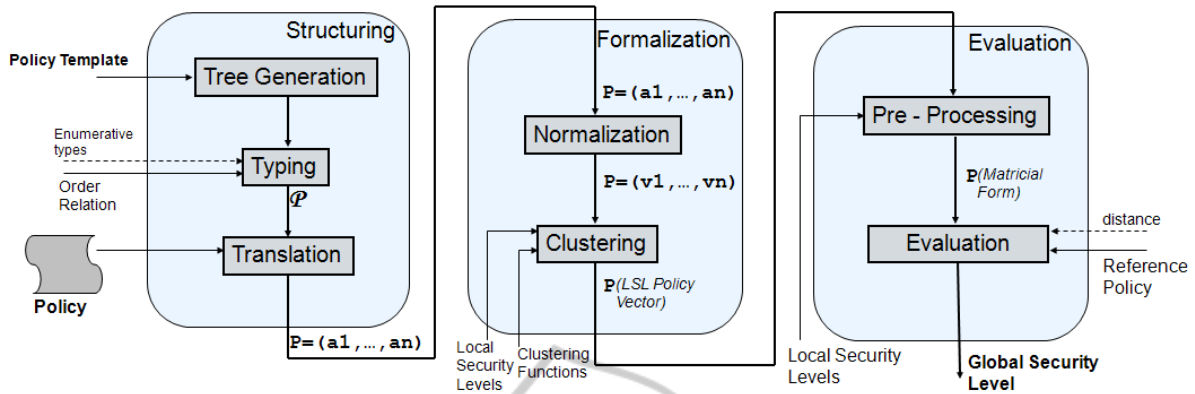 Structuring
Policy Template
Tree Generation
Enumerative
types
Typing
Order
Relation
𝒫
Translation
Policy
P=(a1,…,an)
Formalization
P=(a1,…,an)
Normalization
P=(v1,…,vn)
Clustering
P(LSL Policy
Vector)
Local
Security
Levels
Clustering
Functions
Evaluation
Pre - Processing
P(Matricial
Form)
distance
Evaluation
Reference
Policy
Local Security
Levels
Global Security
Level